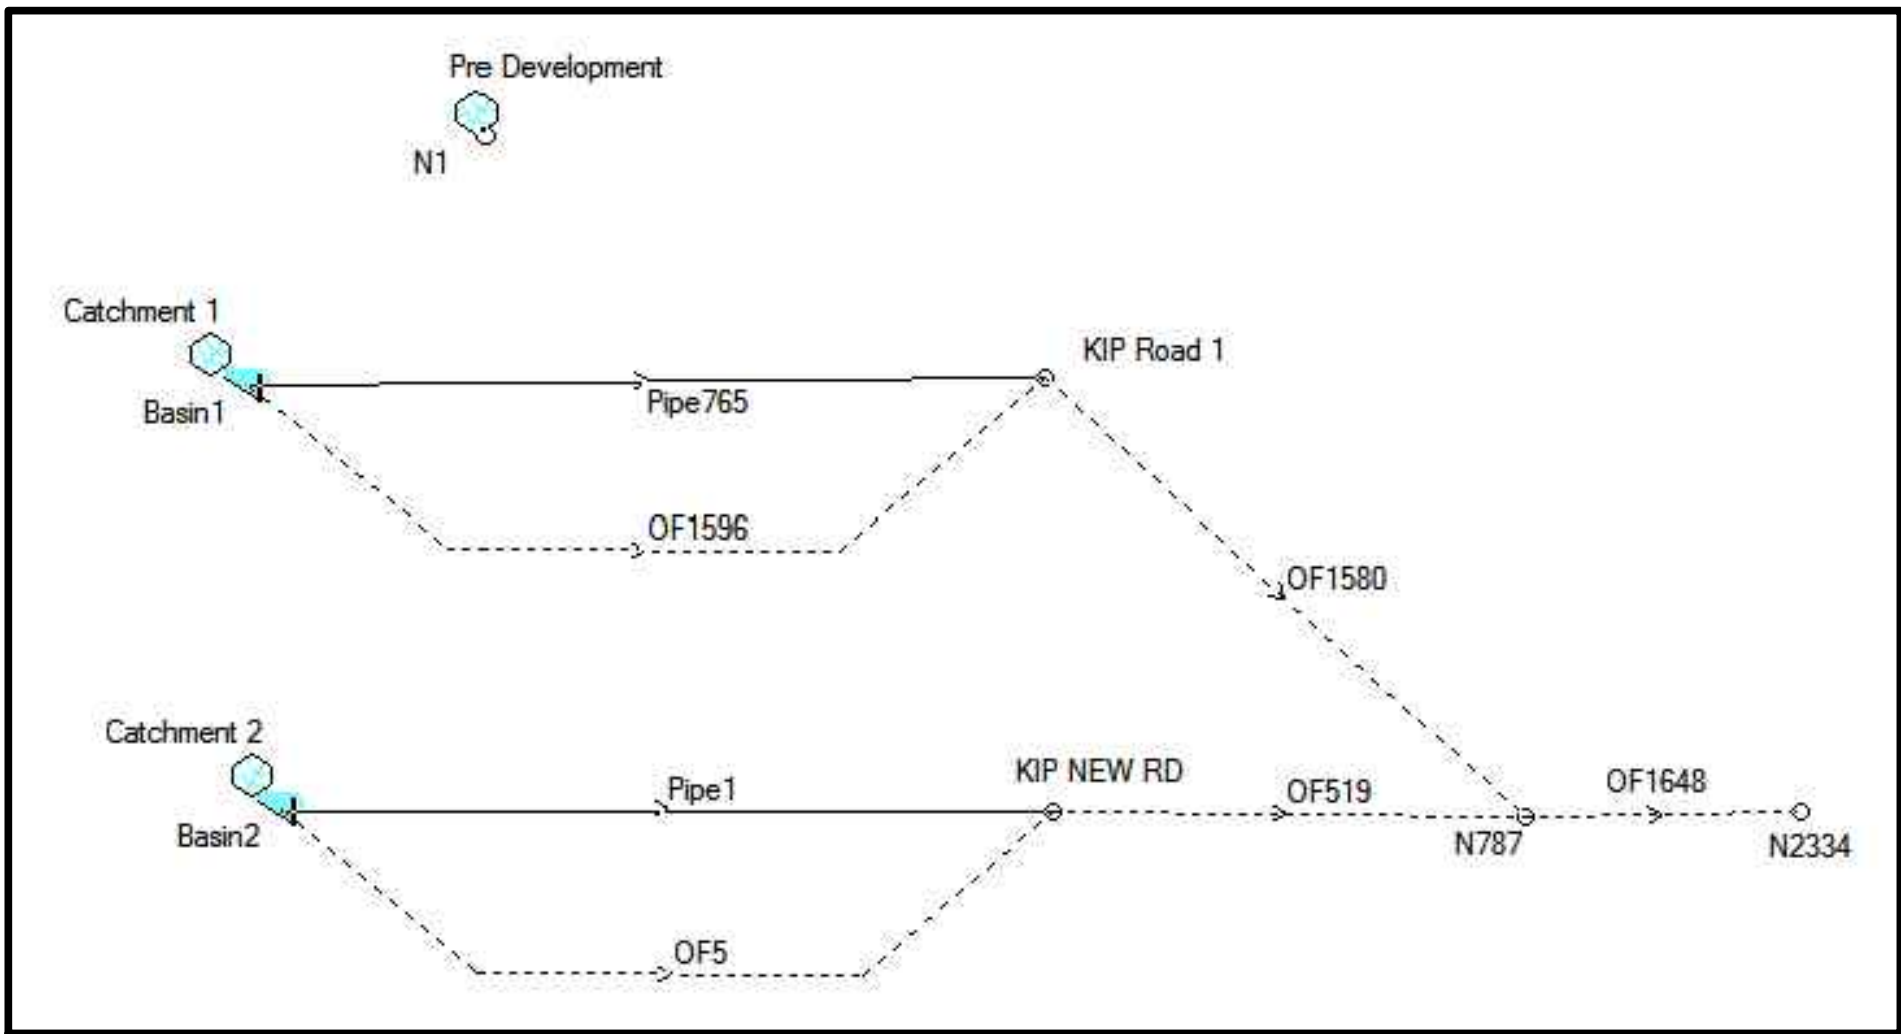 Pre Development
N1
Catchment 1
KIP Road 1
Pipe765
Basin1
OF1596
OF1580
Catchment 2
KIP NEW RD
Pipe1
OF519
OF1648
Basin2
N787
N2334
OF5